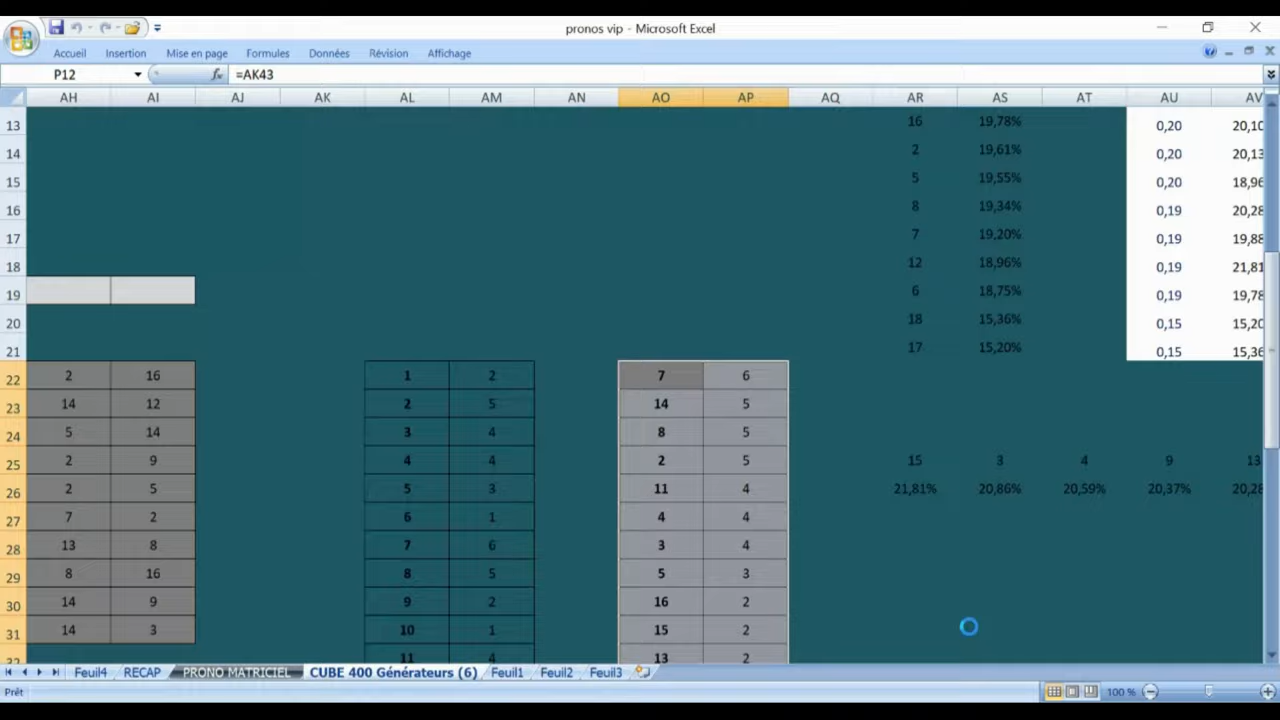 pronos vip - Microsoft Excel
Accueil Insertion Mise en page Formules Données Révision Affichage
P12 fx =AK43
AH AI AJ AK AL AM AN AO AP AQ AR AS AT AU AV
13 16 19,78% 0,20 20,10
14 2 19,61% 0,20 20,13
15 5 19,55% 0,20 18,96
16 8 19,34% 0,19 20,28
17 7 19,20% 0,19 19,88
18 12 18,96% 0,19 21,81
19 6 18,75% 0,19 19,78
20 18 15,36% 0,15 15,20
21 17 15,20% 0,15 15,36
22 2 16 1 2 7 6
23 14 12 2 5 14 5
24 5 14 3 4 8 5
25 2 9 4 4 2 5 15 3 4 9 13
26 2 5 5 3 11 4 21,81% 20,86% 20,59% 20,37% 20,28
27 7 2 6 1 4 4
28 13 8 7 6 3 4
29 8 16 8 5 5 3
30 14 9 9 2 16 2
31 14 3 10 1 15 2
32 11 4 13 2
Feuil4 RECAP PRONO MATRICIEL CUBE 400 Générateurs (6) Feuil1 Feuil2 Feuil3
Prêt 100 %